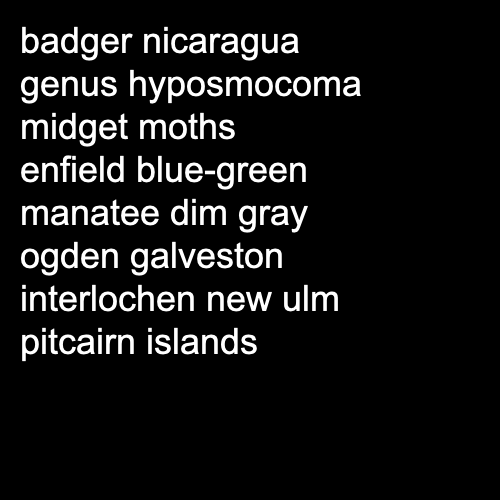 badger nicaragua
genus hyposmocoma
midget moths
enfield blue-green
manatee dim gray
ogden galveston
interlochen new ulm
pitcairn islands